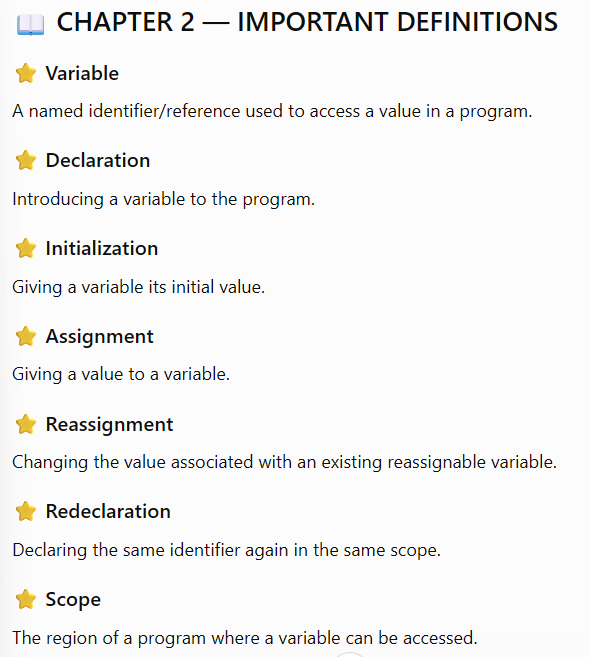 📖 CHAPTER 2 — IMPORTANT DEFINITIONS
⭐ Variable
A named identifier/reference used to access a value in a program.
⭐ Declaration
Introducing a variable to the program.
⭐ Initialization
Giving a variable its initial value.
⭐ Assignment
Giving a value to a variable.
⭐ Reassignment
Changing the value associated with an existing reassignable variable.
⭐ Redeclaration
Declaring the same identifier again in the same scope.
⭐ Scope
The region of a program where a variable can be accessed.